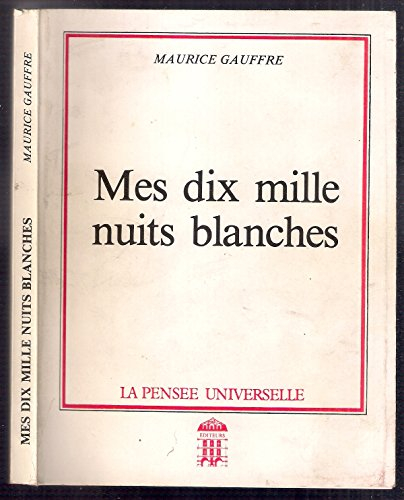 MAURICE GAUFFRE
Mes dix mille
nuits blanches
LA PENSEE UNIVERSELLE
EDITEURS
MES DIX MILLE NUITS BLANCHES
MAURICE GAUFFRE